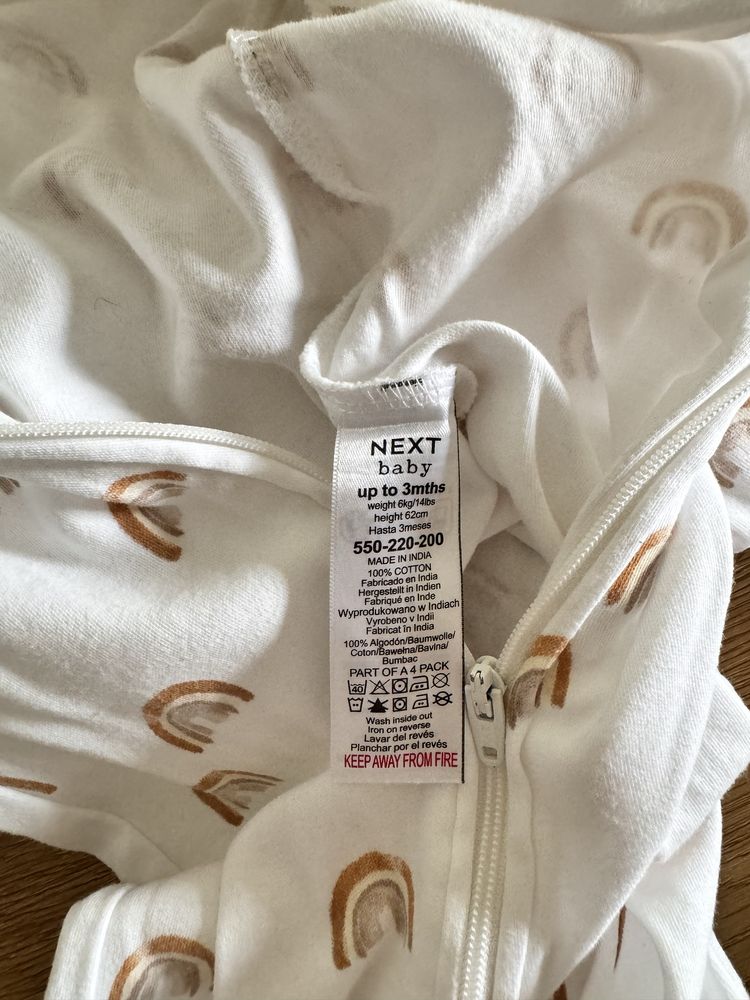 NEXT
baby
up to 3mths
weight 6kg/14lbs
height 62cm
Hasta 3meses
550-220-200
MADE IN INDIA
100% COTTON
Fabricado en India
Hergestellt in Indien
Fabriqué en Inde
Wyprodukowano w Indiach
Vyrobeno v Indii
Fabricat în India
100% Algodón/Baumwolle/
Coton/Bawełna/Bavlna/
Bumbac
PART OF A 4 PACK
40
Wash inside out
Iron on reverse
Lavar del revés
Planchar por el revés
KEEP AWAY FROM FIRE